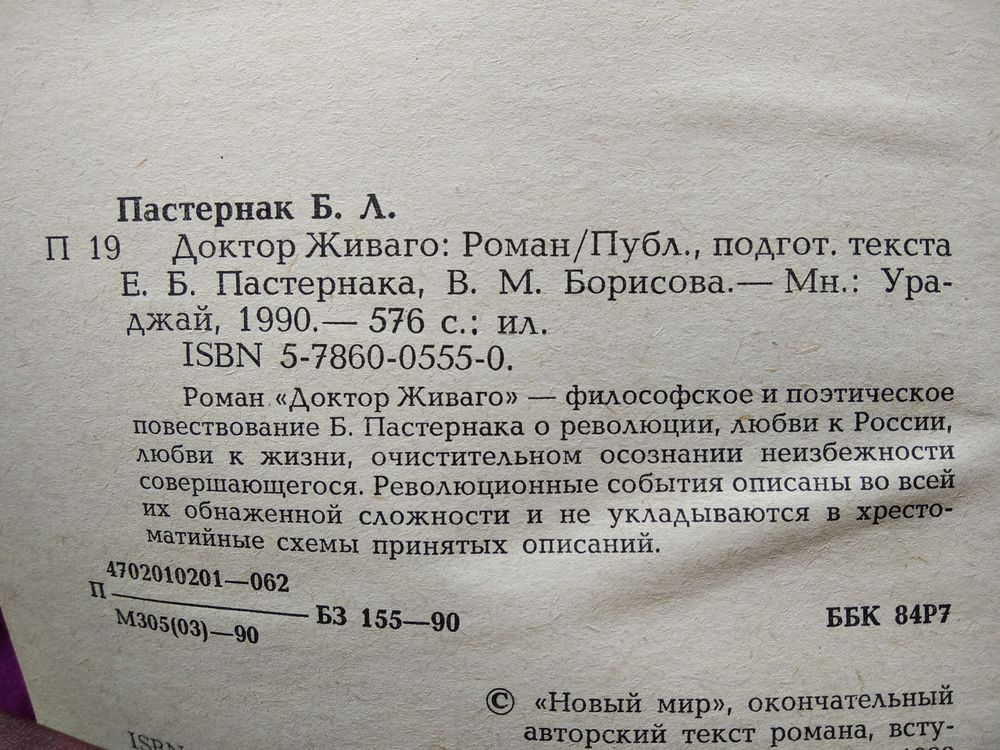 Пастернак Б. Л.
П 19 Доктор Живаго: Роман/Публ., подгот. текста
Е. Б. Пастернака, В. М. Борисова.— Мн.: Ура-
джай, 1990.— 576 с.: ил.
ISBN 5-7860-0555-0.
Роман «Доктор Живаго» — философское и поэтическое
повествование Б. Пастернака о революции, любви к России,
любви к жизни, очистительном осознании неизбежности
совершающегося. Революционные события описаны во всей
их обнаженной сложности и не укладываются в хресто-
матийные схемы принятых описаний.
4702010201—062
П
БЗ 155—90
М305(03)—90
ББК 84Р7
© «Новый мир», окончательный
авторский текст романа, всту-
ISBN